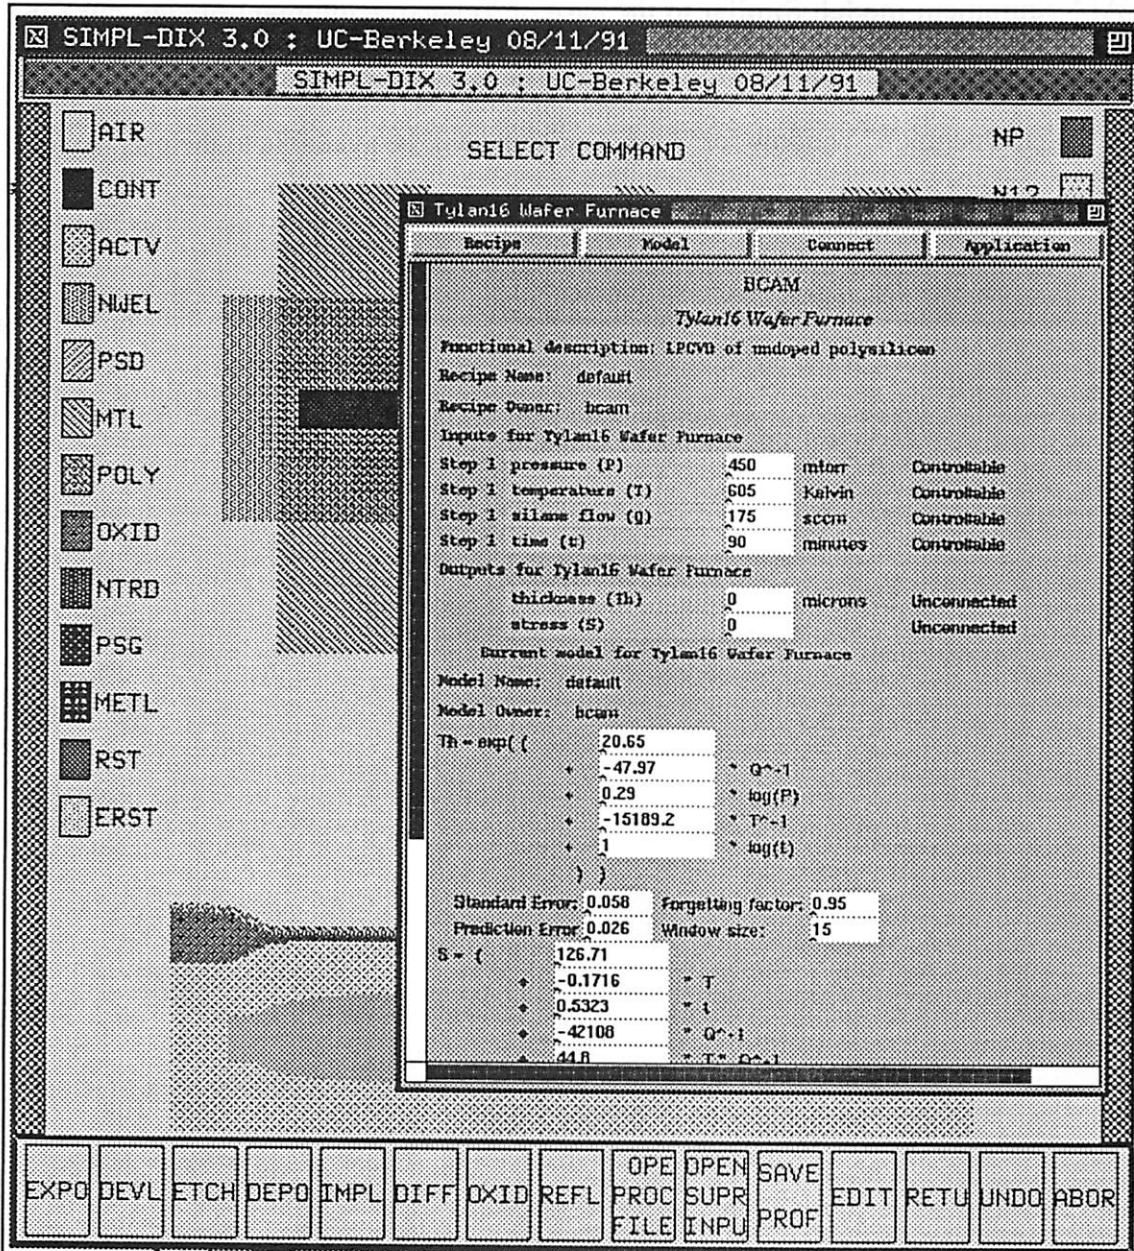 SIMPL-DIX 3.0 : UC-Berkeley 08/11/91
SIMPL-DIX 3.0 : UC-Berkeley 08/11/91
SELECT COMMAND
AIR
CONT
ACTV
NWEL
PSD
MTL
POLY
OXID
NTRD
PSG
METL
RST
ERST
NP
Tylan16 Wafer Furnace
Recipe Model Connect Application
BCAM
Tylan16 Wafer Furnace
Functional description: LPCVD of undoped polysilicon
Recipe Name: default
Recipe Owner: bcam
Inputs for Tylan16 Wafer Furnace
Step 1 pressure (P) 450 mtorr Controllable
Step 1 temperature (T) 605 Kelvin Controllable
Step 1 silane flow (Q) 175 sccm Controllable
Step 1 time (t) 90 minutes Controllable
Outputs for Tylan16 Wafer Furnace
thickness (Th) 0 microns Unconnected
stress (S) 0 Unconnected
Current model for Tylan16 Wafer Furnace
Model Name: default
Model Owner: bcam
Th = exp( ( 20.65
+ -47.97 * Q^-1
+ 0.29 * log(P)
+ -15189.2 * T^-1
+ 1 * log(t)
) )
Standard Error: 0.058 Forgetting factor: 0.95
Prediction Error 0.026 Window size: 15
S = ( 126.71
+ -0.1716 * T
+ 0.5323 * t
+ -42108 * Q^-1
+ 44.8 * T * Q^-1
EXPO DEVL ETCH DEPO IMPL DIFF OXID REFL OPE PROC FILE OPEN SUPR INPU SAVE PROF EDIT RETU UNDO ABOR